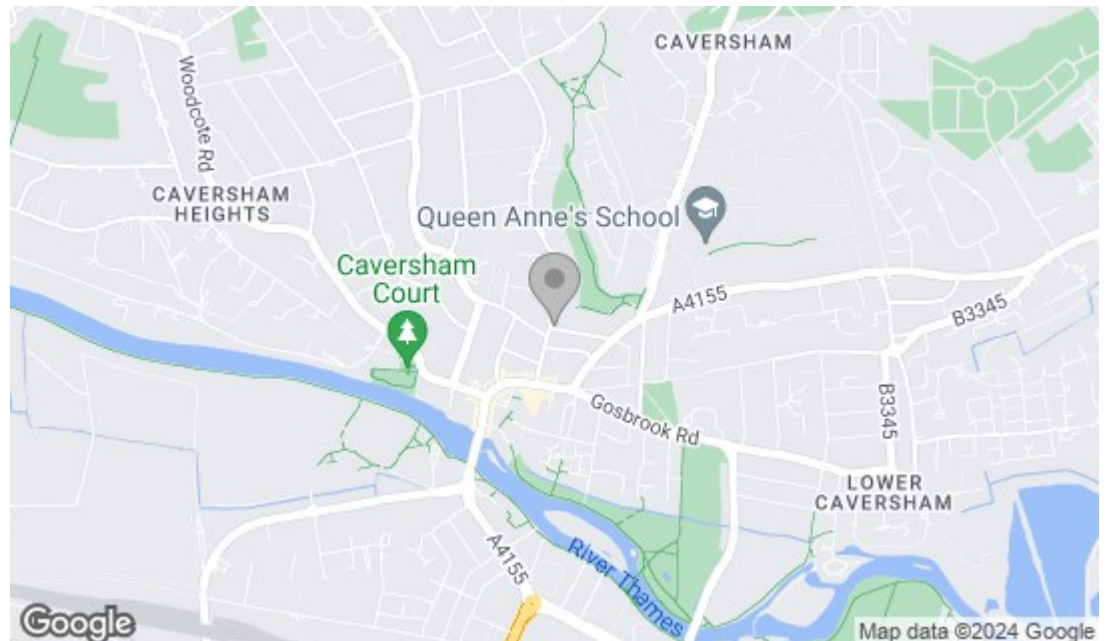 CAVERSHAM
Woodcote Rd
CAVERSHAM
HEIGHTS
Queen Anne's School
Caversham
Court
A4155
B3345
B3345
Gosbrook Rd
LOWER
CAVERSHAM
A4155
River Thames
Google
Map data ©2024 Google